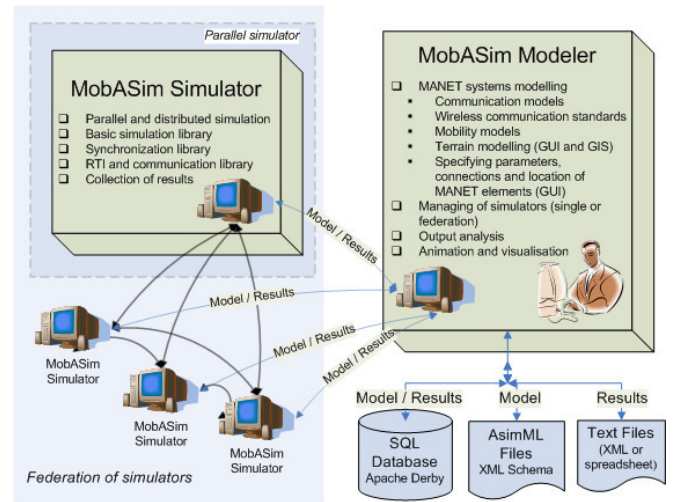 Parallel simulator
MobASim Simulator
Parallel and distributed simulation
Basic simulation library
Synchronization library
RTI and communication library
Collection of results
MobASim Modeler
MANET systems modelling
Communication models
Wireless communication standards
Mobility models
Terrain modelling (GUI and GIS)
Specifying parameters,
connections and location of
MANET elements (GUI)
Managing of simulators (single or
federation)
Output analysis
Animation and visualisation
Model / Results
Model / Results
Model / Results
Model / Results
MobASim
Simulator
MobASim
Simulator
MobASim
Simulator
Federation of simulators
Model / Results
Model
Results
SQL
Database
Apache Derby
AsimML
Files
XML Schema
Text Files
(XML or
spreadsheet)